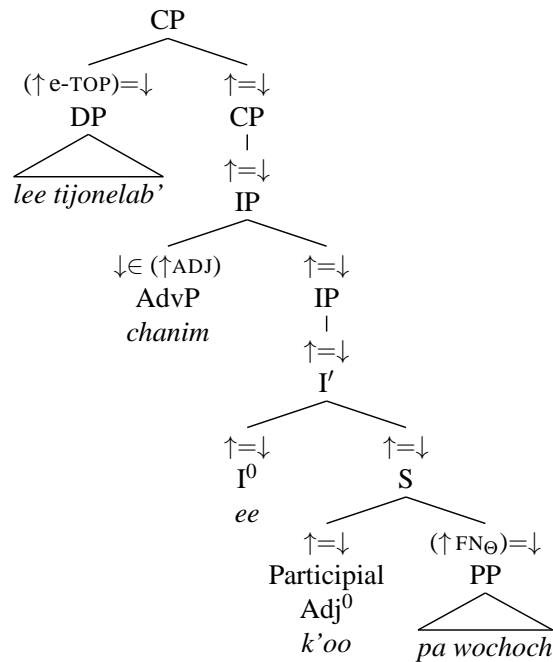 CP
(↑ e-TOP)=↓ ↑=↓
DP CP
lee tijonelab’ ↑=↓
IP
↓∈ (↑ADJ) ↑=↓
AdvP IP
chanim ↑=↓
I′
↑=↓ ↑=↓
I⁰ S
ee
↑=↓ (↑ FN_Θ)=↓
Participial PP
Adj⁰
k’oo pa wochoch